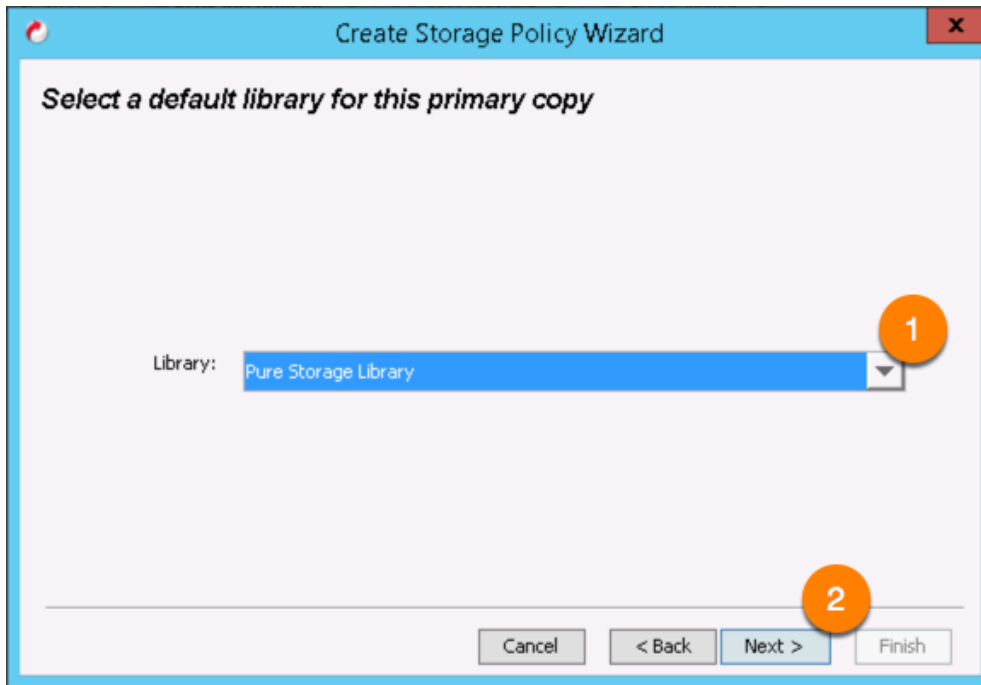 Create Storage Policy Wizard
x
Select a default library for this primary copy
1
Library: Pure Storage Library
2
Cancel < Back Next > Finish